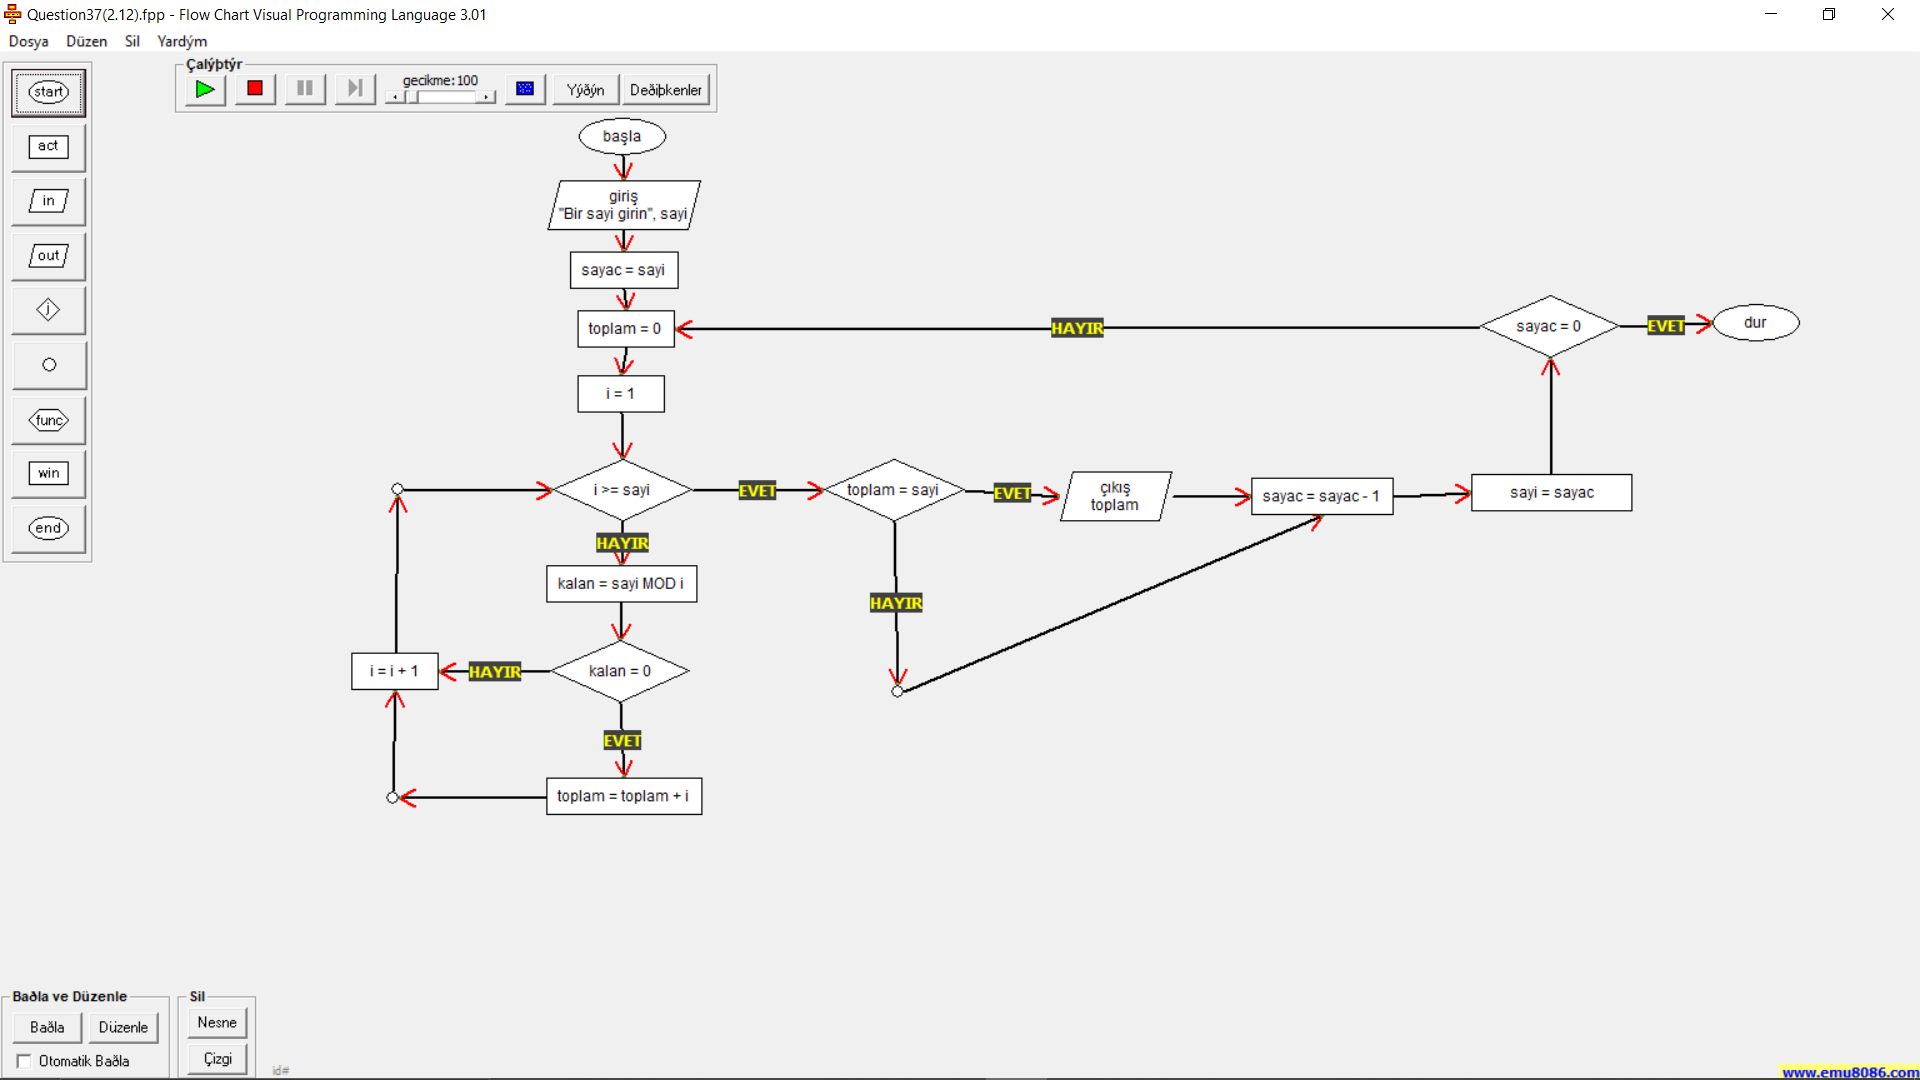 Question37(2.12).fpp - Flow Chart Visual Programming Language 3.01
Dosya Düzen Sil Yardým
Çalýþtýr
gecikme:100
Yýðýn
Deðiþkenler
start
act
in
out
j
func
win
end
başla
giriş
"Bir sayi girin", sayi
sayac = sayi
toplam = 0
HAYIR
sayac = 0
EVET
dur
i = 1
i >= sayi
EVET
toplam = sayi
EVET
çıkış
toplam
sayac = sayac - 1
sayi = sayac
HAYIR
kalan = sayi MOD i
HAYIR
i = i + 1
HAYIR
kalan = 0
EVET
toplam = toplam + i
Baðla ve Düzenle
Baðla
Düzenle
Otomatik Baðla
Sil
Nesne
Çizgi
id#
www.emu8086.com